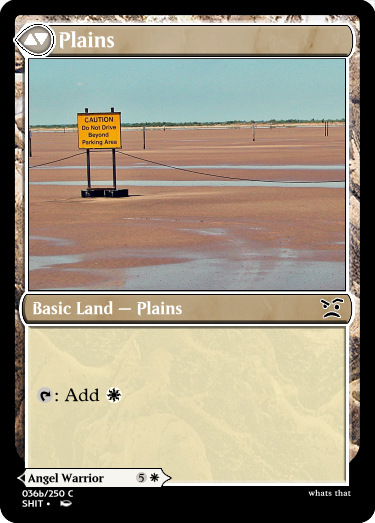 Plains
CAUTION
Do Not Drive
Beyond
Parking Area
Basic Land — Plains
: Add
Angel Warrior 5
036b/250 C
SHIT •
whats that